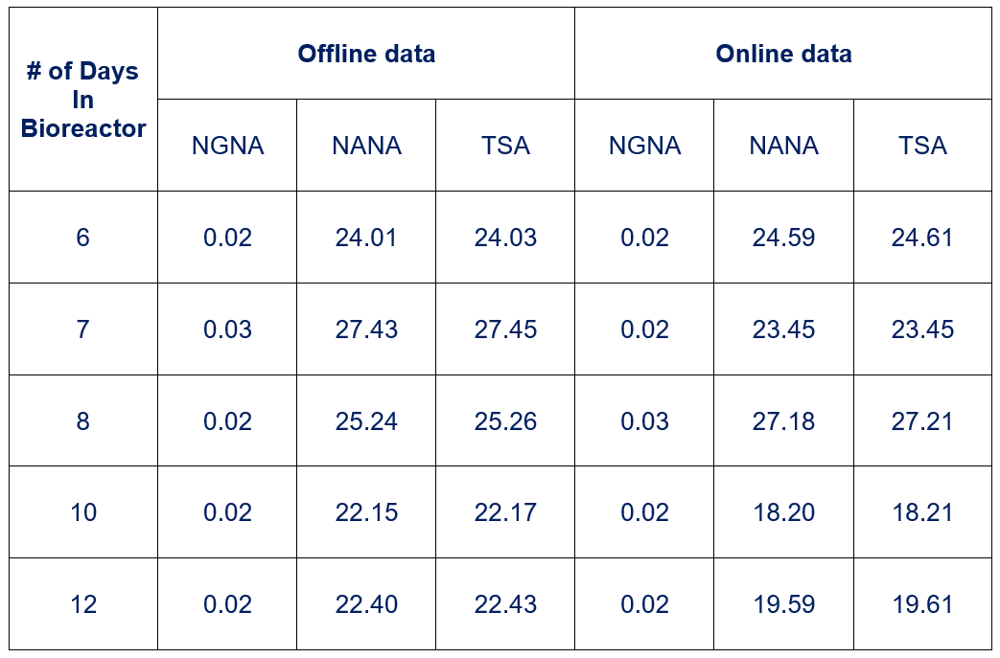 # of Days
In
Bioreactor
Offline data
Online data
NGNA NANA TSA NGNA NANA TSA
6 0.02 24.01 24.03 0.02 24.59 24.61
7 0.03 27.43 27.45 0.02 23.45 23.45
8 0.02 25.24 25.26 0.03 27.18 27.21
10 0.02 22.15 22.17 0.02 18.20 18.21
12 0.02 22.40 22.43 0.02 19.59 19.61